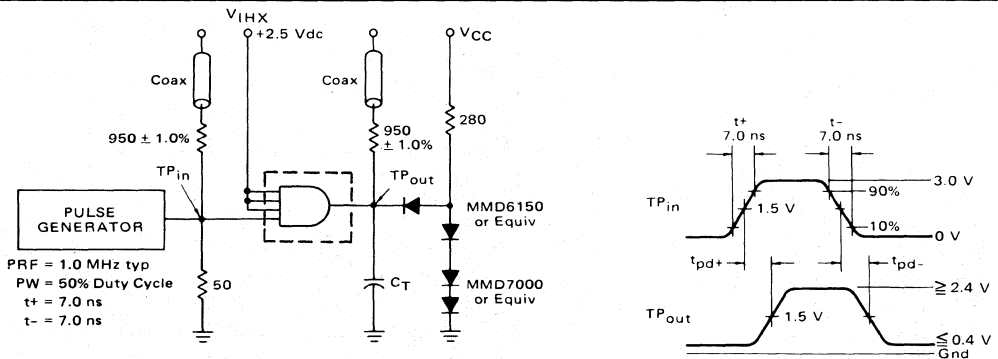 VIHX
+2.5 Vdc
VCC
Coax
Coax
280
950 ± 1.0%
950
± 1.0%
TPin
TPout
PULSE
GENERATOR
MMD6150
or Equiv
PRF = 1.0 MHz typ
PW = 50% Duty Cycle
t+ = 7.0 ns
t− = 7.0 ns
50
CT
MMD7000
or Equiv
t+
7.0 ns
t−
7.0 ns
3.0 V
90%
TPin
1.5 V
10%
0 V
tpd+
tpd−
≧ 2.4 V
TPout
1.5 V
≦ 0.4 V
Gnd